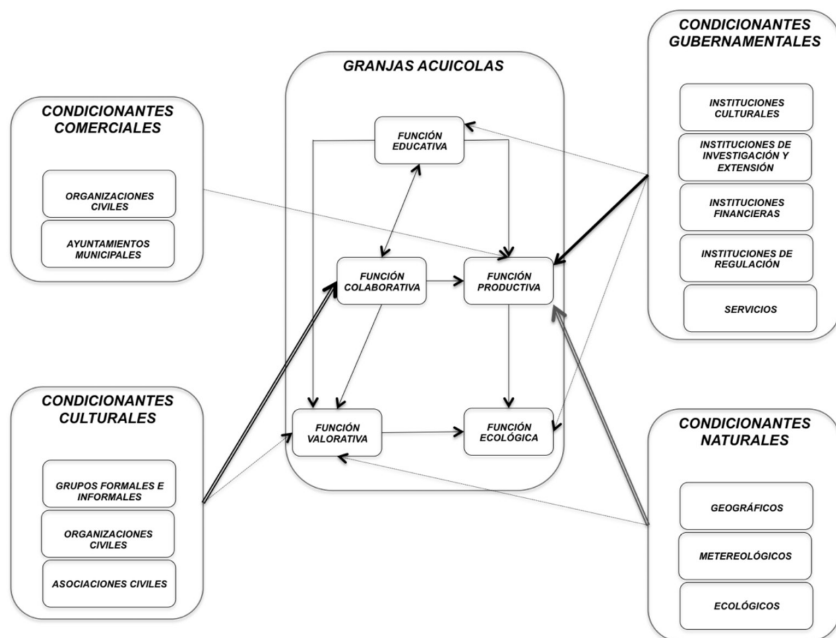 CONDICIONANTES
COMERCIALES
ORGANIZACIONES
CIVILES
AYUNTAMIENTOS
MUNICIPALES
CONDICIONANTES
CULTURALES
GRUPOS FORMALES E
INFORMALES
ORGANIZACIONES
CIVILES
ASOCIACIONES CIVILES
GRANJAS ACUICOLAS
FUNCIÓN
EDUCATIVA
FUNCIÓN
COLABORATIVA
FUNCIÓN
PRODUCTIVA
FUNCIÓN
VALORATIVA
FUNCIÓN
ECOLÓGICA
CONDICIONANTES
GUBERNAMENTALES
INSTITUCIONES
CULTURALES
INSTITUCIONES DE
INVESTIGACIÓN Y
EXTENSIÓN
INSTITUCIONES
FINANCIERAS
INSTITUCIONES DE
REGULACIÓN
SERVICIOS
CONDICIONANTES
NATURALES
GEOGRÁFICOS
METEREOLÓGICOS
ECOLÓGICOS